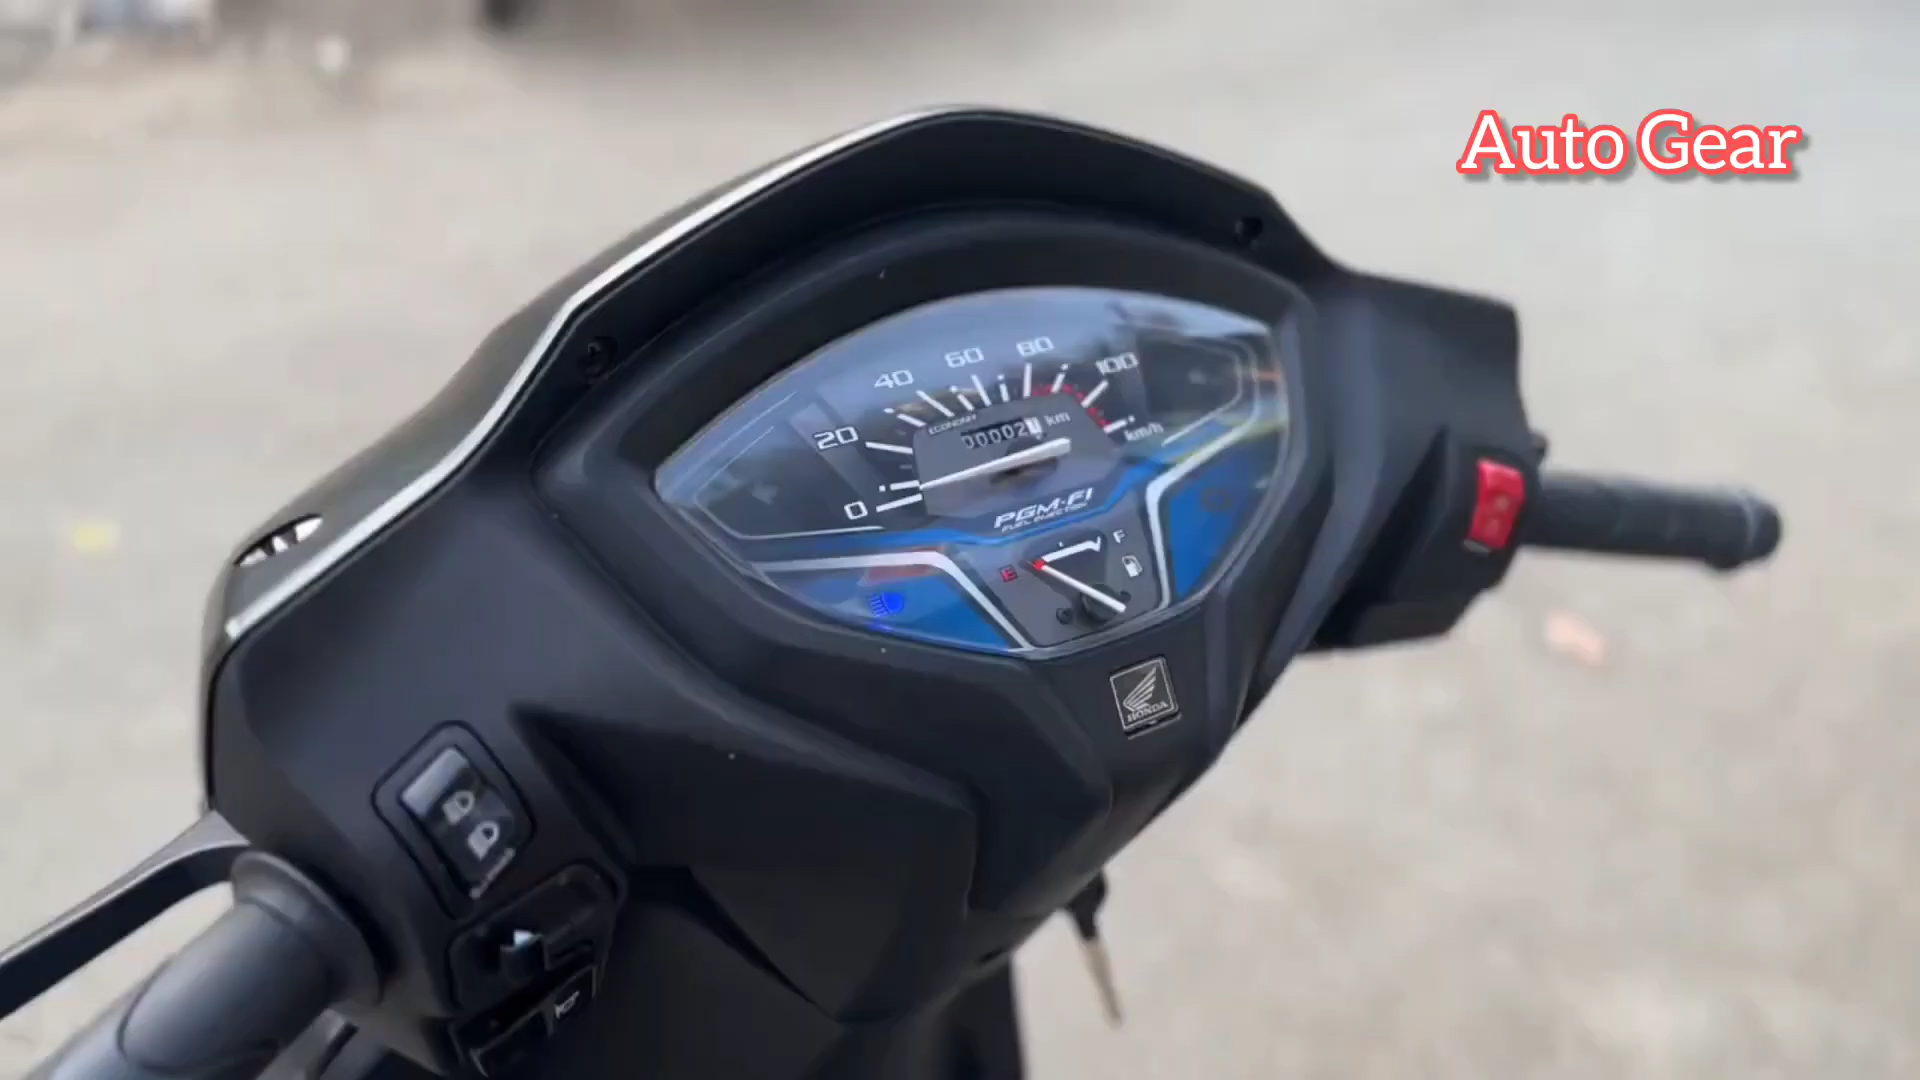 Auto Gear
0
20
40
60
80
100
km/h
ECONOMY
km
PGM-FI
FUEL INJECTION
E
F
HONDA